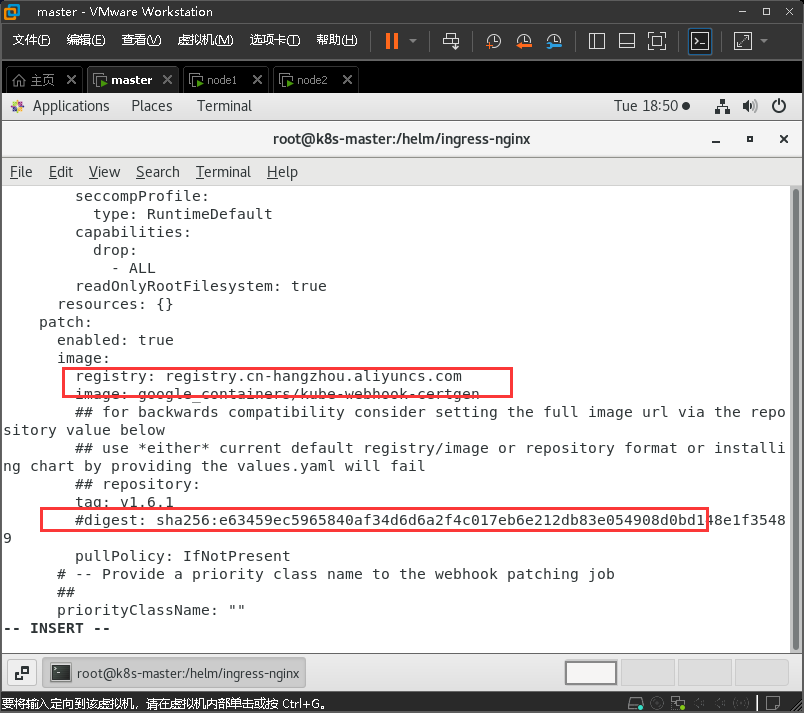 master - VMware Workstation
文件(F) 编辑(E) 查看(V) 虚拟机(M) 选项卡(T) 帮助(H)
主页 master node1 node2
Applications Places Terminal Tue 18:50
root@k8s-master:/helm/ingress-nginx
File Edit View Search Terminal Help
seccompProfile:
type: RuntimeDefault
capabilities:
drop:
- ALL
readOnlyRootFilesystem: true
resources: {}
patch:
enabled: true
image:
registry: registry.cn-hangzhou.aliyuncs.com
image: google_containers/kube-webhook-certgen
## for backwards compatibility consider setting the full image url via the repo
sitory value below
## use *either* current default registry/image or repository format or installi
ng chart by providing the values.yaml will fail
## repository:
tag: v1.6.1
#digest: sha256:e63459ec5965840af34d6d6a2f4c017eb6e212db83e054908d0bd148e1f3548
9
pullPolicy: IfNotPresent
# -- Provide a priority class name to the webhook patching job
##
priorityClassName: ""
-- INSERT --
root@k8s-master:/helm/ingress-nginx
要将输入定向到该虚拟机，请在虚拟机内部单击或按 Ctrl+G。